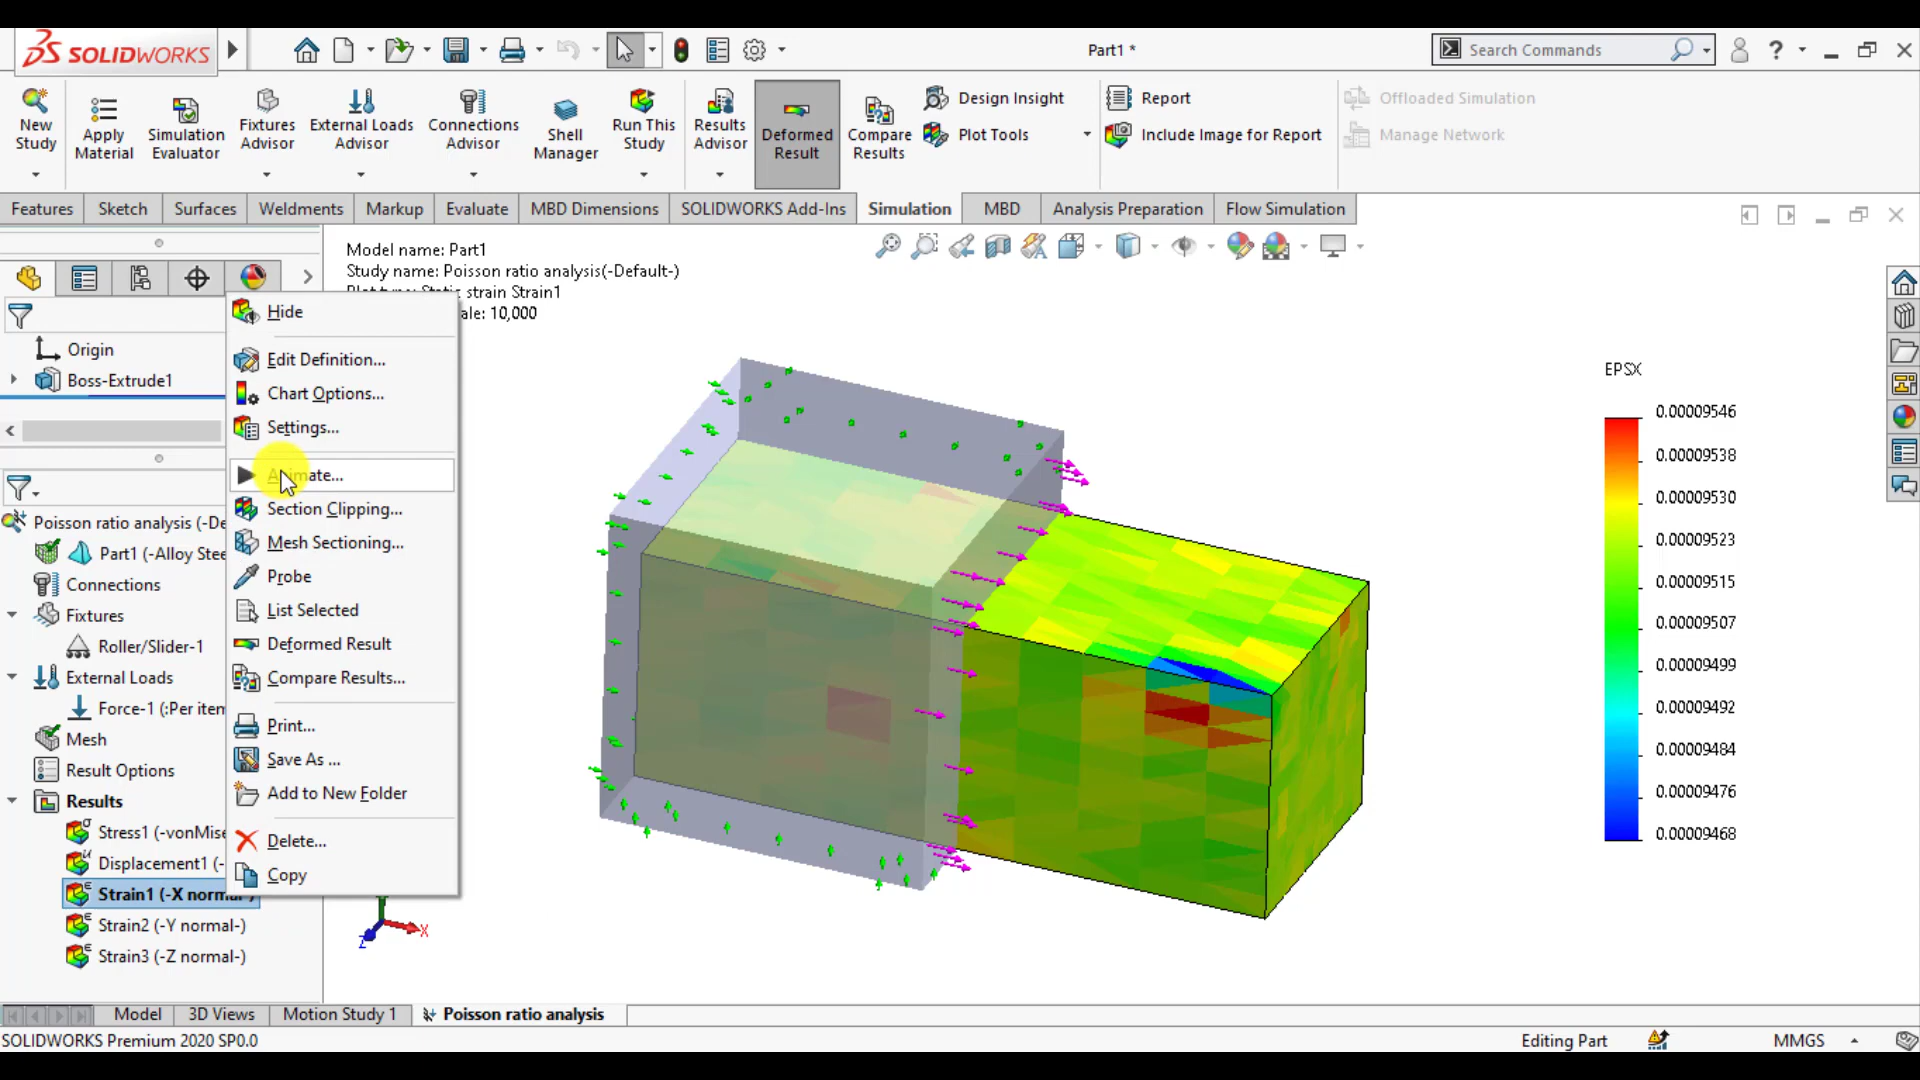 SOLIDWORKS
Part1 *
Search Commands
?
New Study
Apply Material
Simulation Evaluator
Fixtures Advisor
External Loads Advisor
Connections Advisor
Shell Manager
Run This Study
Results Advisor
Deformed Result
Compare Results
Design Insight
Plot Tools
Report
Include Image for Report
Offloaded Simulation
Manage Network
Features
Sketch
Surfaces
Weldments
Markup
Evaluate
MBD Dimensions
SOLIDWORKS Add-Ins
Simulation
MBD
Analysis Preparation
Flow Simulation
Model name: Part1
Study name: Poisson ratio analysis(-Default-)
strain Strain1
ale: 10,000
Origin
Boss-Extrude1
Poisson ratio analysis (-De
Part1 (-Alloy Stee
Connections
Fixtures
Roller/Slider-1
External Loads
Force-1 (:Per item
Mesh
Result Options
Results
Stress1 (-vonMise
Displacement1 (-
Strain1 (-X normal-)
Strain2 (-Y normal-)
Strain3 (-Z normal-)
Hide
Edit Definition...
Chart Options...
Settings...
Animate...
Section Clipping...
Mesh Sectioning...
Probe
List Selected
Deformed Result
Compare Results...
Print...
Save As ...
Add to New Folder
Delete...
Copy
EPSX
0.00009546
0.00009538
0.00009530
0.00009523
0.00009515
0.00009507
0.00009499
0.00009492
0.00009484
0.00009476
0.00009468
X
Z
Model
3D Views
Motion Study 1
Poisson ratio analysis
SOLIDWORKS Premium 2020 SP0.0
Editing Part
MMGS